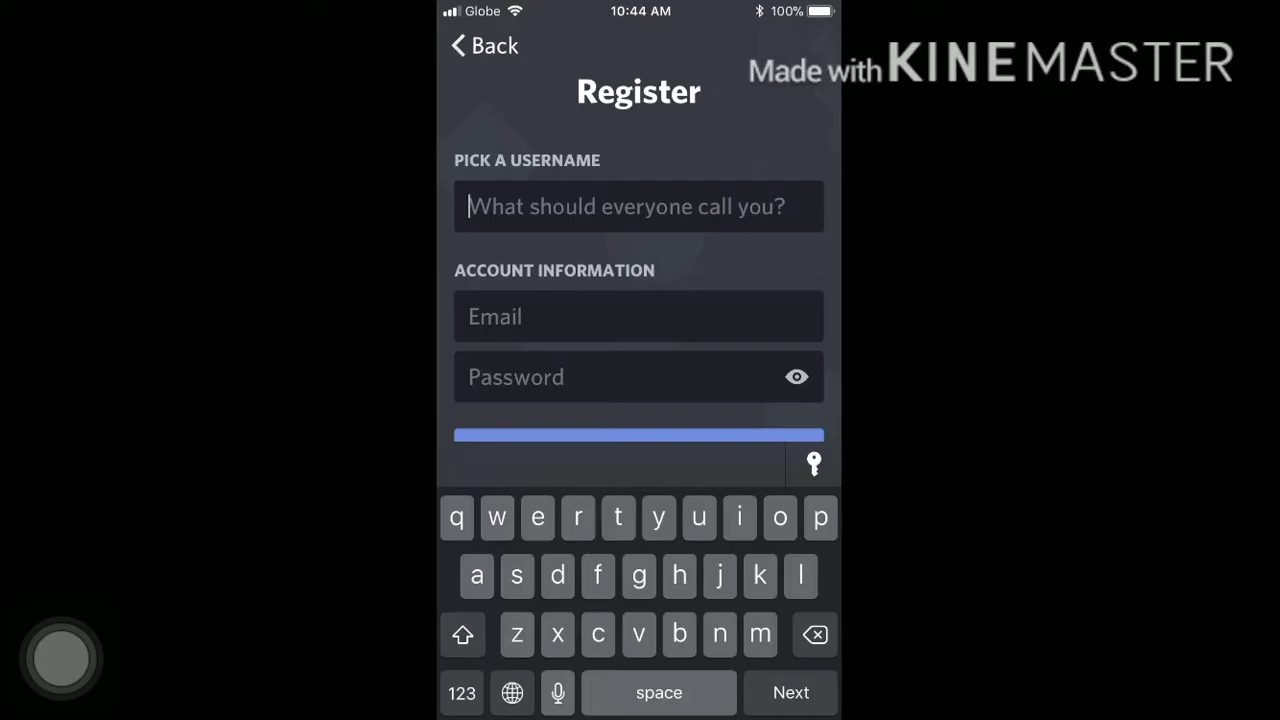 Globe 10:44 AM 100%
Back
Made with KINEMASTER
Register
PICK A USERNAME
What should everyone call you?
ACCOUNT INFORMATION
Email
Password
q w e r t y u i o p
a s d f g h j k l
z x c v b n m
123 space Next